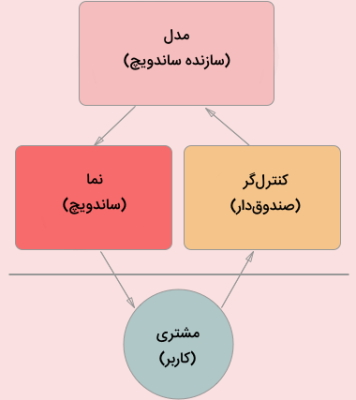 مدل
(سازنده ساندویچ)
کنترل‌گر
(صندوق‌دار)
نما
(ساندویچ)
مشتری
(کاربر)